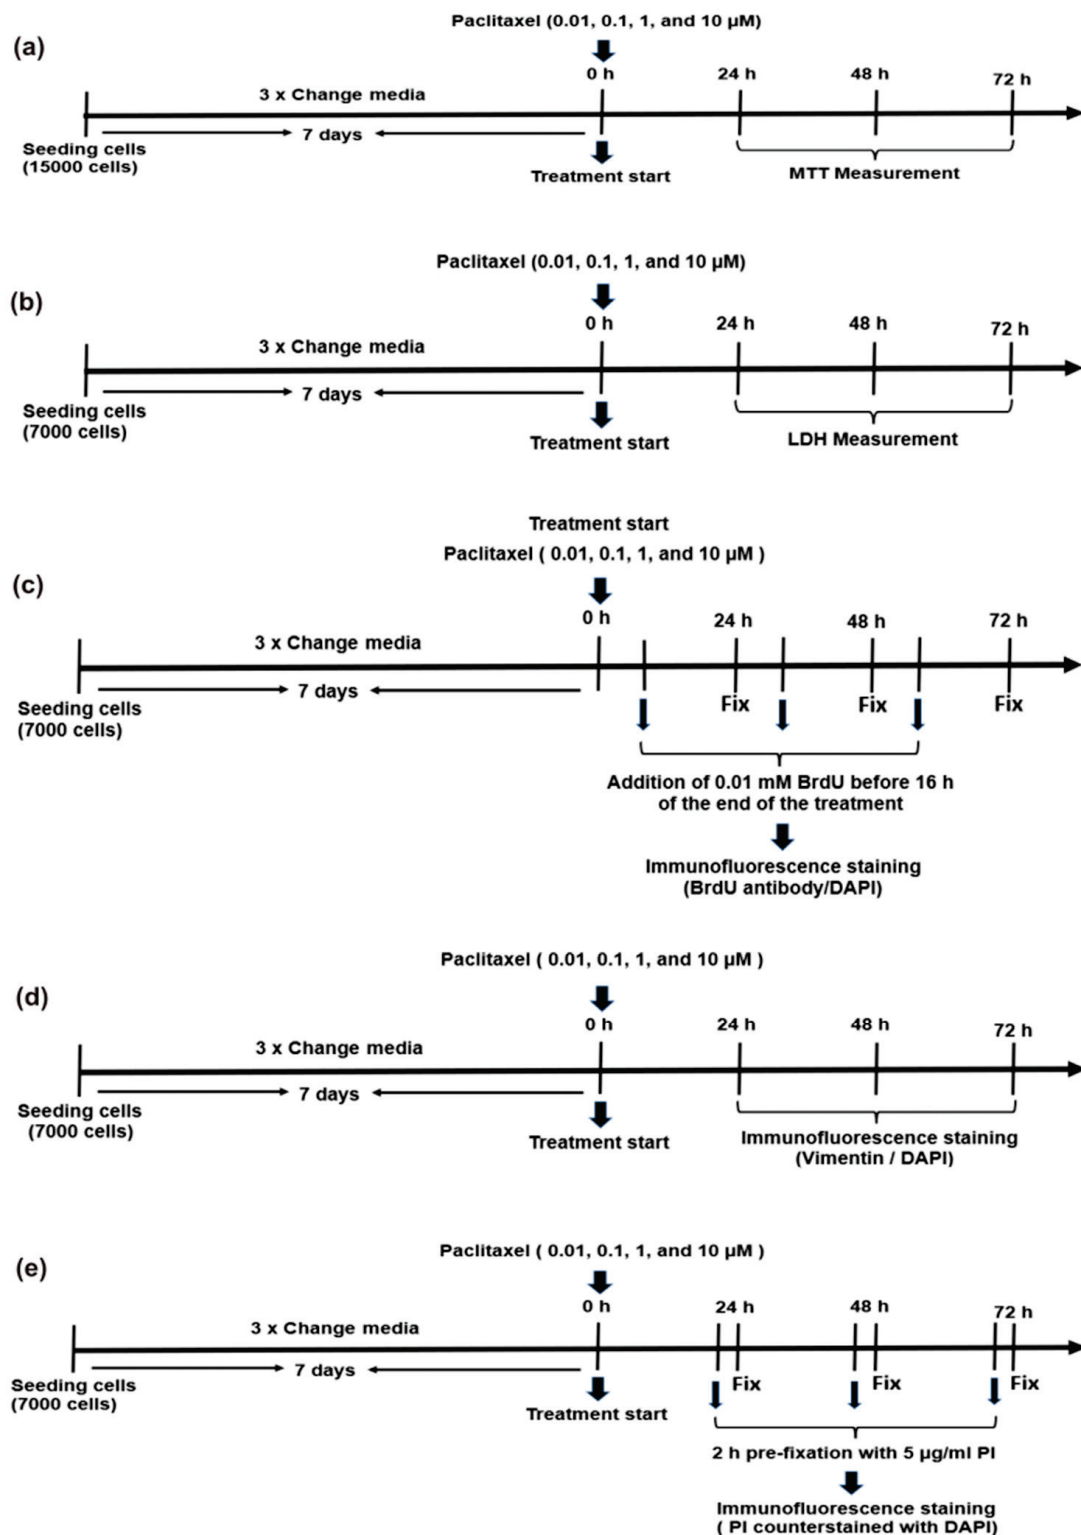 Paclitaxel (0.01, 0.1, 1, and 10 µM)
(a)
0 h
24 h
48 h
72 h
3 x Change media
7 days
Seeding cells
(15000 cells)
Treatment start
MTT Measurement
Paclitaxel (0.01, 0.1, 1, and 10 µM)
(b)
0 h
24 h
48 h
72 h
3 x Change media
7 days
Seeding cells
(7000 cells)
Treatment start
LDH Measurement
Treatment start
Paclitaxel ( 0.01, 0.1, 1, and 10 µM )
(c)
0 h
24 h
48 h
72 h
3 x Change media
7 days
Seeding cells
(7000 cells)
Fix
Fix
Fix
Addition of 0.01 mM BrdU before 16 h
of the end of the treatment
Immunofluorescence staining
(BrdU antibody/DAPI)
Paclitaxel ( 0.01, 0.1, 1, and 10 µM )
(d)
0 h
24 h
48 h
72 h
3 x Change media
7 days
Seeding cells
(7000 cells)
Treatment start
Immunofluorescence staining
(Vimentin / DAPI)
Paclitaxel ( 0.01, 0.1, 1, and 10 µM )
(e)
0 h
24 h
48 h
72 h
3 x Change media
7 days
Seeding cells
(7000 cells)
Fix
Fix
Fix
Treatment start
2 h pre-fixation with 5 µg/ml PI
Immunofluorescence staining
( PI counterstained with DAPI)